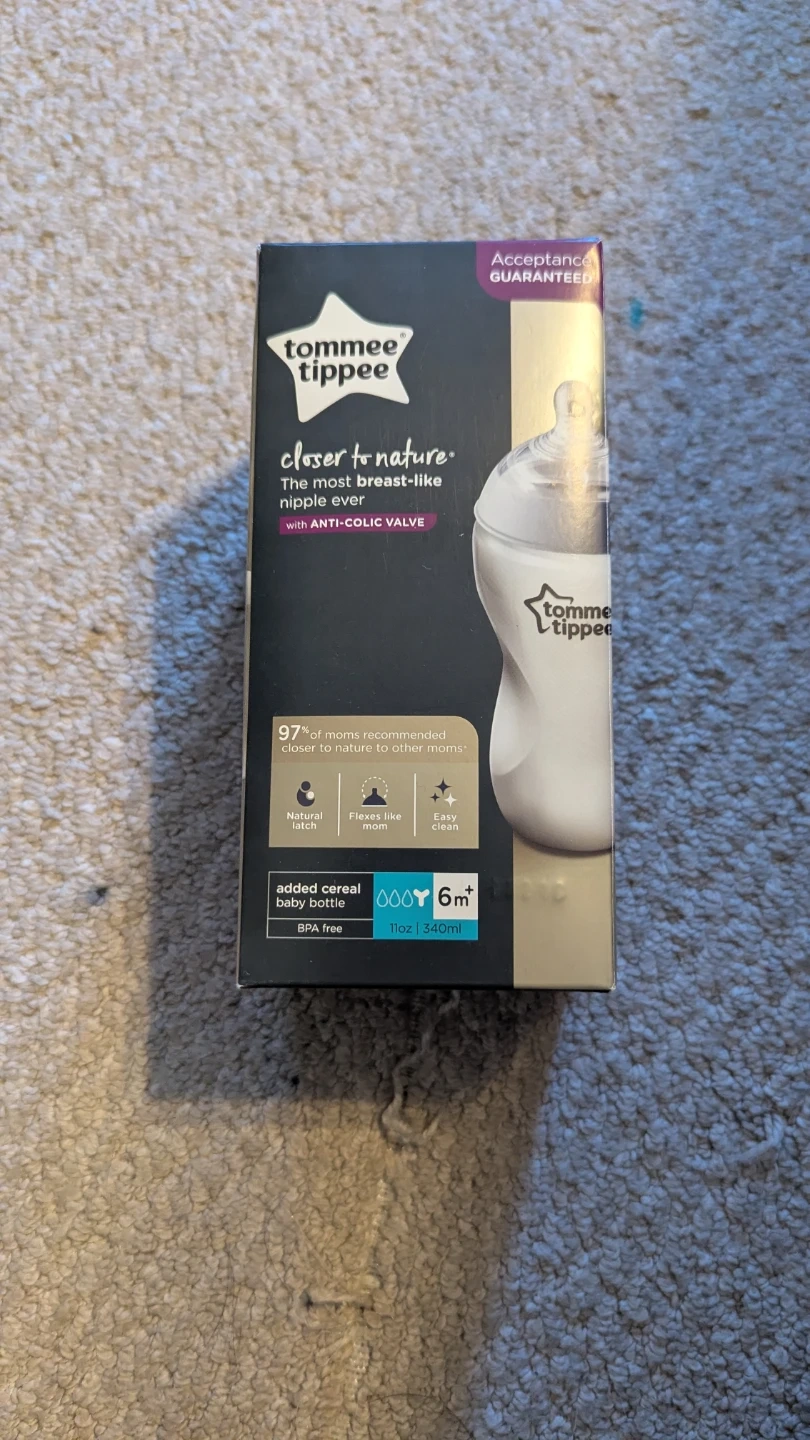 Acceptance
GUARANTEED
tommee®
tippee
closer to nature®
The most breast-like
nipple ever
with ANTI-COLIC VALVE
tommee
tippee
97% of moms recommended
closer to nature to other moms*
Natural
latch
Flexes like
mom
Easy
clean
added cereal
baby bottle
6m+
BPA free
11oz | 340ml